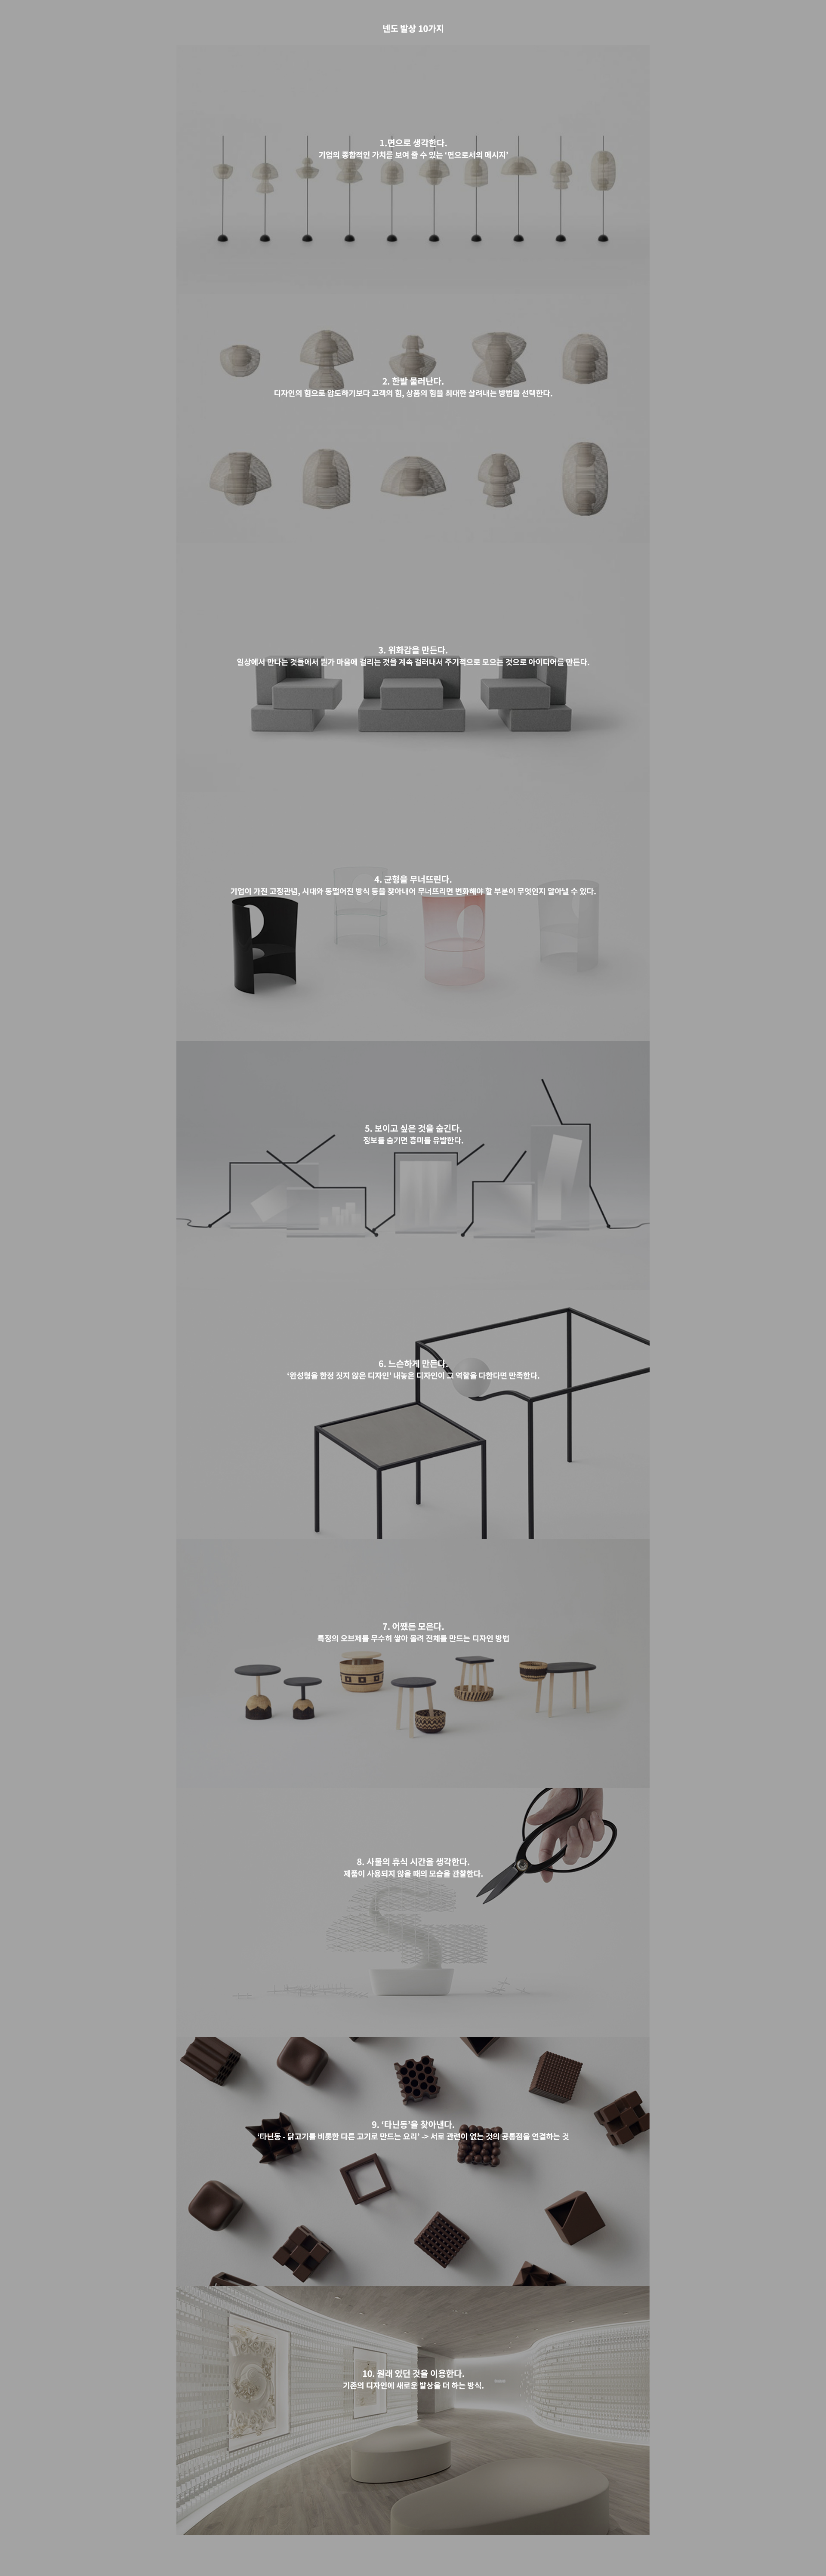 넨도 발상 10가지
1.면으로 생각한다.
기업의 종합적인 가치를 보여 줄 수 있는 '면으로서의 메시지'
2. 한발 물러난다.
디자인의 힘으로 압도하기보다 고객의 힘, 상품의 힘을 최대한 살려내는 방법을 선택한다.
3. 위화감을 만든다.
일상에서 만나는 것들에서 뭔가 마음에 걸리는 것을 계속 걸러내서 주기적으로 모으는 것으로 아이디어를 만든다.
4. 균형을 무너뜨린다.
기업이 가진 고정관념, 시대와 동떨어진 방식 등을 찾아내어 무너뜨리면 변화해야 할 부분이 무엇인지 알아낼 수 있다.
5. 보이고 싶은 것을 숨긴다.
정보를 숨기면 흥미를 유발한다.
6. 느슨하게 만든다.
'완성형을 한정 짓지 않은 디자인' 내놓은 디자인이 그 역할을 다한다면 만족한다.
7. 어쨌든 모은다.
특정의 오브제를 무수히 쌓아 올려 전체를 만드는 디자인 방법
8. 사물의 휴식 시간을 생각한다.
제품이 사용되지 않을 때의 모습을 관찰한다.
9. '타닌동'을 찾아낸다.
'타닌동 - 닭고기를 비롯한 다른 고기로 만드는 요리' -> 서로 관련이 없는 것의 공통점을 연결하는 것
10. 원래 있던 것을 이용한다.
기존의 디자인에 새로운 발상을 더 하는 방식.